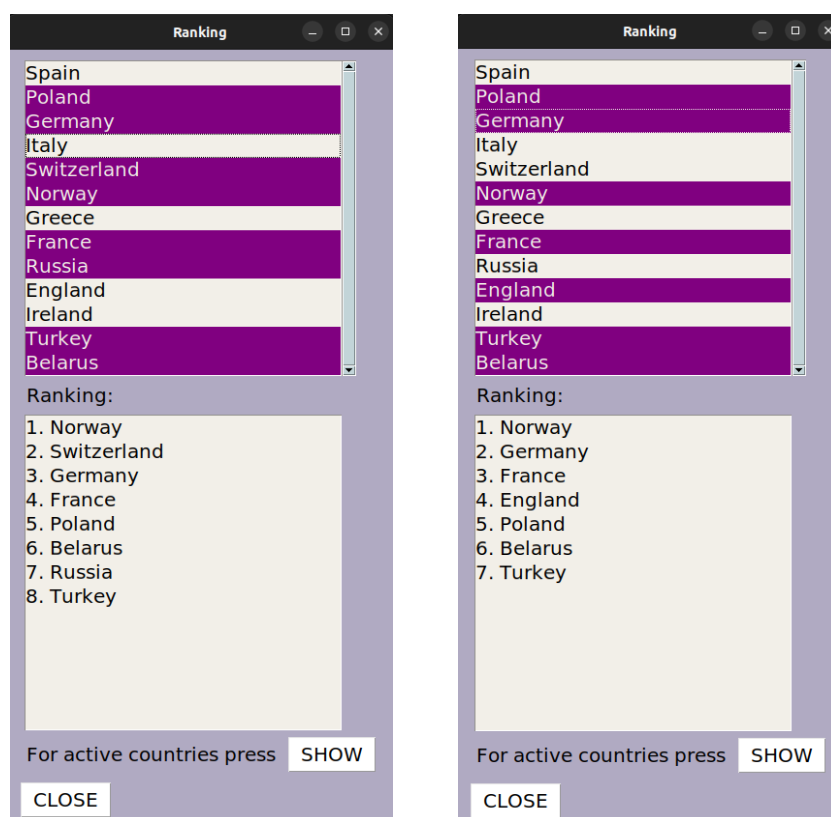 Ranking
Spain
Poland
Germany
Italy
Switzerland
Norway
Greece
France
Russia
England
Ireland
Turkey
Belarus
Ranking:
1. Norway
2. Switzerland
3. Germany
4. France
5. Poland
6. Belarus
7. Russia
8. Turkey
For active countries press SHOW
CLOSE
Ranking
Spain
Poland
Germany
Italy
Switzerland
Norway
Greece
France
Russia
England
Ireland
Turkey
Belarus
Ranking:
1. Norway
2. Germany
3. France
4. England
5. Poland
6. Belarus
7. Turkey
For active countries press SHOW
CLOSE